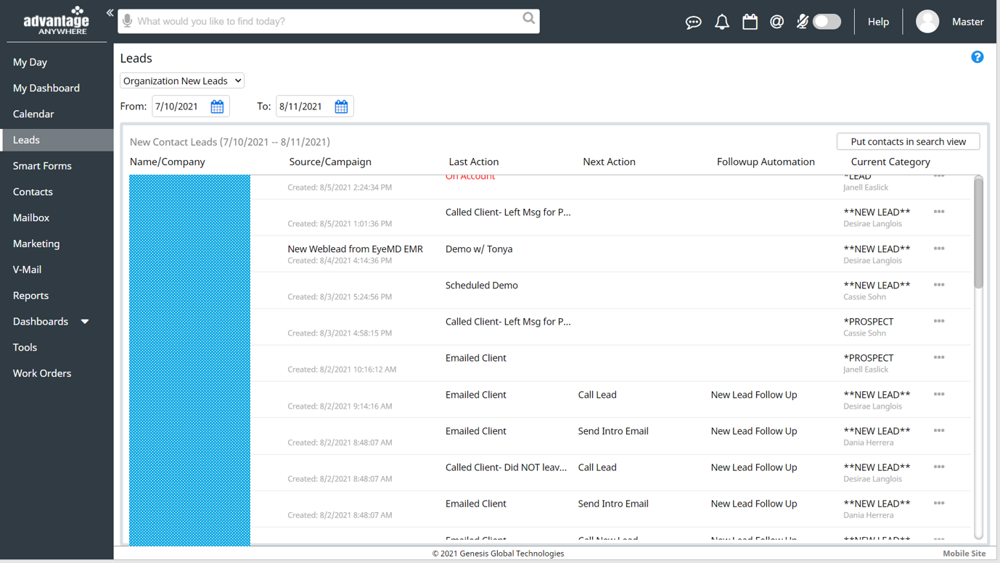 advantage
ANYWHERE
What would you like to find today?
Help
Master
My Day
My Dashboard
Calendar
Leads
Smart Forms
Contacts
Mailbox
Marketing
V-Mail
Reports
Dashboards
Tools
Work Orders
Leads
Organization New Leads
From: 7/10/2021 To: 8/11/2021
New Contact Leads (7/10/2021 -- 8/11/2021)
Put contacts in search view
Name/Company Source/Campaign Last Action Next Action Followup Automation Current Category
On Account *LEAD
Created: 8/5/2021 2:24:34 PM Janell Easlick
Called Client- Left Msg for P... **NEW LEAD**
Created: 8/5/2021 1:01:36 PM Desirae Langlois
New Weblead from EyeMD EMR Demo w/ Tonya **NEW LEAD**
Created: 8/4/2021 4:14:36 PM Desirae Langlois
Scheduled Demo **NEW LEAD**
Created: 8/3/2021 5:24:56 PM Cassie Sohn
Called Client- Left Msg for P... *PROSPECT
Created: 8/3/2021 4:58:15 PM Cassie Sohn
Emailed Client *PROSPECT
Created: 8/2/2021 10:16:12 AM Janell Easlick
Emailed Client Call Lead New Lead Follow Up **NEW LEAD**
Created: 8/2/2021 9:14:16 AM Desirae Langlois
Emailed Client Send Intro Email New Lead Follow Up **NEW LEAD**
Created: 8/2/2021 8:48:07 AM Dania Herrera
Called Client- Did NOT leav... Call Lead New Lead Follow Up **NEW LEAD**
Created: 8/2/2021 8:48:07 AM Desirae Langlois
Emailed Client Send Intro Email New Lead Follow Up **NEW LEAD**
Created: 8/2/2021 8:48:07 AM Dania Herrera
Emailed Client Call New Lead New Lead Follow Up **NEW LEAD**
© 2021 Genesis Global Technologies
Mobile Site